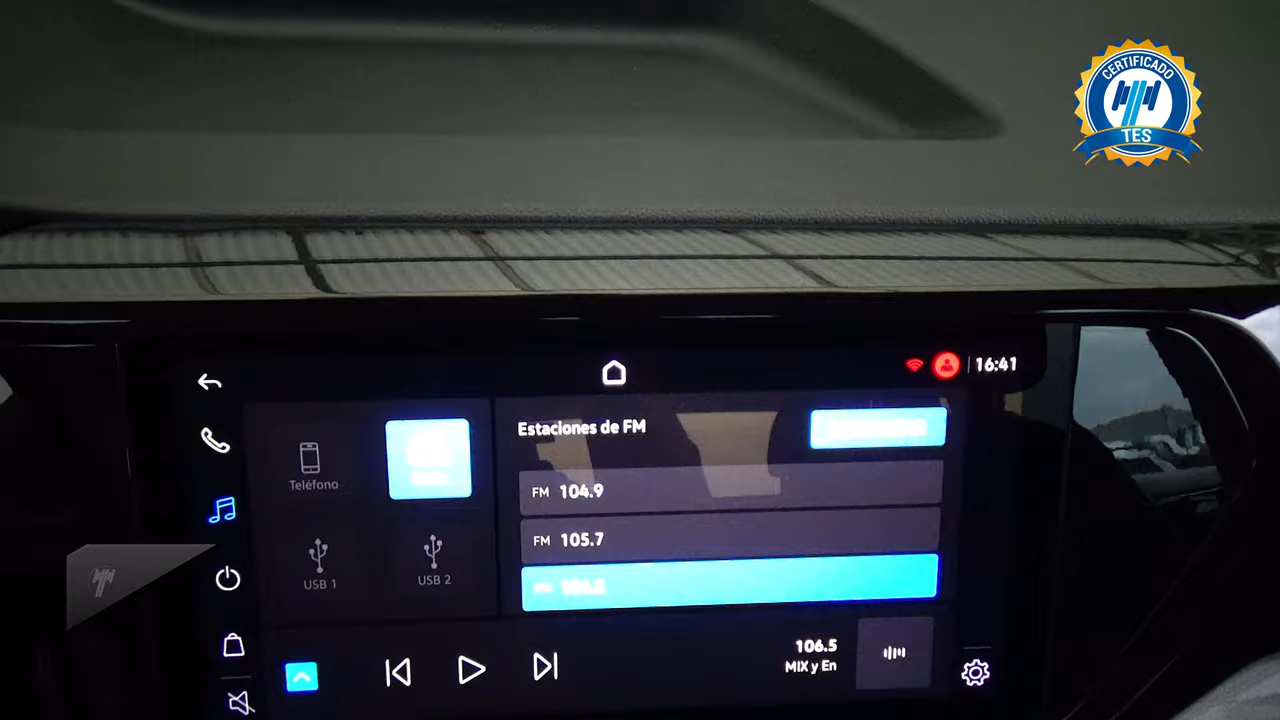 CERTIFICADO
TES
16:41
Estaciones de FM
Teléfono
FM 104.9
FM 105.7
USB 1
USB 2
106.5
MIX y En